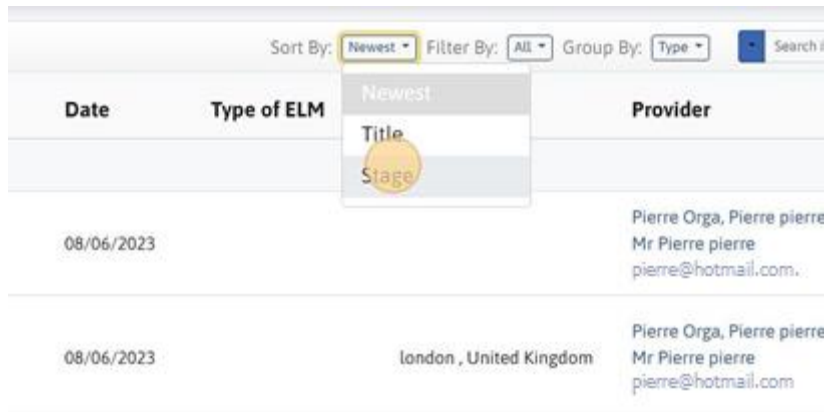 Sort By: Newest Filter By: All Group By: Type Search
Newest
Date Type of ELM Provider
Title
Stage
Pierre Orga, Pierre pierre
08/06/2023 Mr Pierre pierre
pierre@hotmail.com.
Pierre Orga, Pierre pierre
08/06/2023 london , United Kingdom Mr Pierre pierre
pierre@hotmail.com